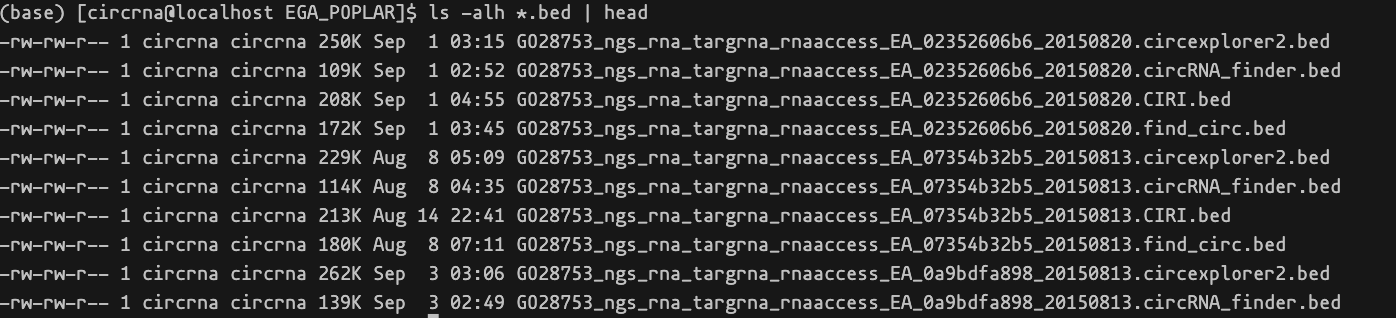 (base) [circrna@localhost EGA_POPLAR]$ ls -alh *.bed | head
-rw-rw-r-- 1 circrna circrna 250K Sep  1 03:15 GO28753_ngs_rna_targrna_rnaaccess_EA_02352606b6_20150820.circexplorer2.bed
-rw-rw-r-- 1 circrna circrna 109K Sep  1 02:52 GO28753_ngs_rna_targrna_rnaaccess_EA_02352606b6_20150820.circRNA_finder.bed
-rw-rw-r-- 1 circrna circrna 208K Sep  1 04:55 GO28753_ngs_rna_targrna_rnaaccess_EA_02352606b6_20150820.CIRI.bed
-rw-rw-r-- 1 circrna circrna 172K Sep  1 03:45 GO28753_ngs_rna_targrna_rnaaccess_EA_02352606b6_20150820.find_circ.bed
-rw-rw-r-- 1 circrna circrna 229K Aug  8 05:09 GO28753_ngs_rna_targrna_rnaaccess_EA_07354b32b5_20150813.circexplorer2.bed
-rw-rw-r-- 1 circrna circrna 114K Aug  8 04:35 GO28753_ngs_rna_targrna_rnaaccess_EA_07354b32b5_20150813.circRNA_finder.bed
-rw-rw-r-- 1 circrna circrna 213K Aug 14 22:41 GO28753_ngs_rna_targrna_rnaaccess_EA_07354b32b5_20150813.CIRI.bed
-rw-rw-r-- 1 circrna circrna 180K Aug  8 07:11 GO28753_ngs_rna_targrna_rnaaccess_EA_07354b32b5_20150813.find_circ.bed
-rw-rw-r-- 1 circrna circrna 262K Sep  3 03:06 GO28753_ngs_rna_targrna_rnaaccess_EA_0a9bdfa898_20150813.circexplorer2.bed
-rw-rw-r-- 1 circrna circrna 139K Sep  3 02:49 GO28753_ngs_rna_targrna_rnaaccess_EA_0a9bdfa898_20150813.circRNA_finder.bed